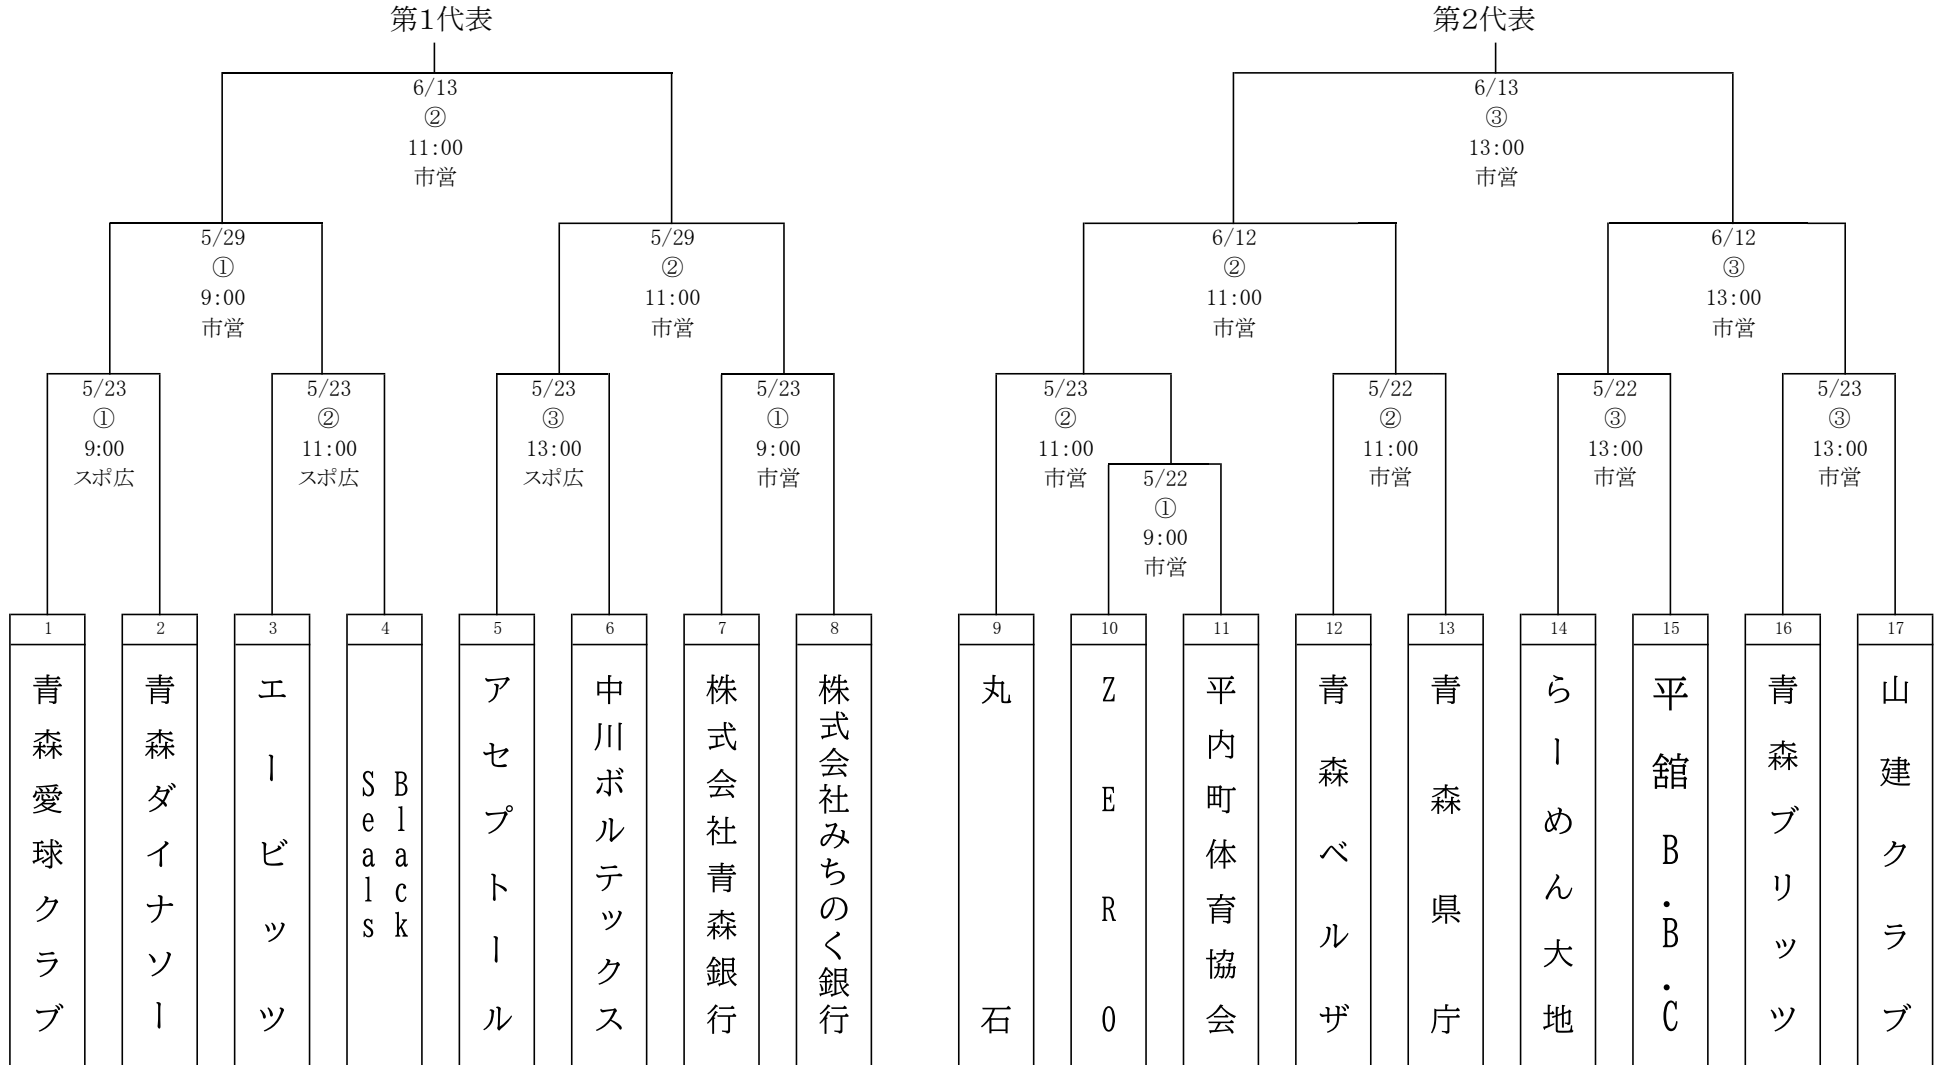 第1代表
第2代表
6/13
②
11:00
市営
6/13
③
13:00
市営
5/29
①
9:00
市営
5/29
②
11:00
市営
6/12
②
11:00
市営
6/12
③
13:00
市営
5/23
①
9:00
スポ広
5/23
②
11:00
スポ広
5/23
③
13:00
スポ広
5/23
①
9:00
市営
5/23
②
11:00
市営
5/22
①
9:00
市営
5/22
②
11:00
市営
5/22
③
13:00
市営
5/23
③
13:00
市営
1
青森愛球クラブ
2
青森ダイナソー
3
エービッツ
4
Black
Seals
5
アセプトール
6
中川ボルテックス
7
株式会社青森銀行
8
株式会社みちのく銀行
9
丸石
10
ZERO
11
平内町体育協会
12
青森ベルザ
13
青森県庁
14
らーめん大地
15
平舘B.B.C
16
青森ブリッツ
17
山建クラブ